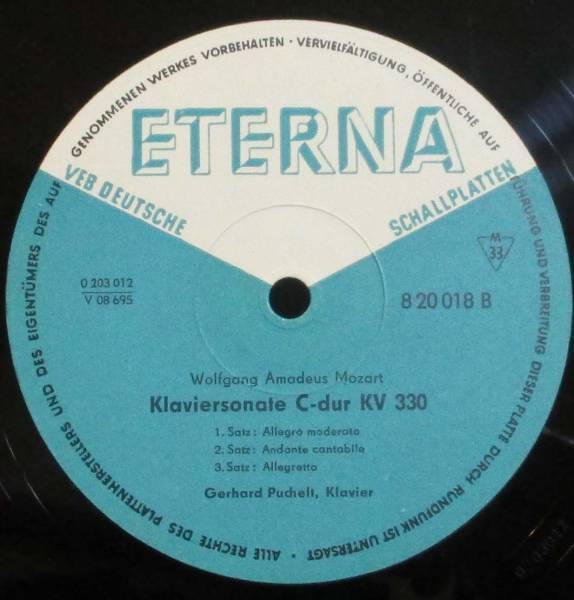 ALLE RECHTE DES PLATTENHERSTELLERS UND DES EIGENTÜMERS DES AUFGENOMMENEN WERKES VORBEHALTEN · VERVIELFÄLTIGUNG, ÖFFENTLICHE AUFFÜHRUNG UND VERBREITUNG DIESER PLATTE DURCH RUNDFUNK IST UNTERSAGT ·
ETERNA
VEB DEUTSCHE SCHALLPLATTEN
M
33
0 203 012
V 08 695
8 20 018 B
Wolfgang Amadeus Mozart
Klaviersonate C-dur KV 330
1. Satz: Allegro moderato
2. Satz: Andante cantabile
3. Satz: Allegretto
Gerhard Puchelt, Klavier